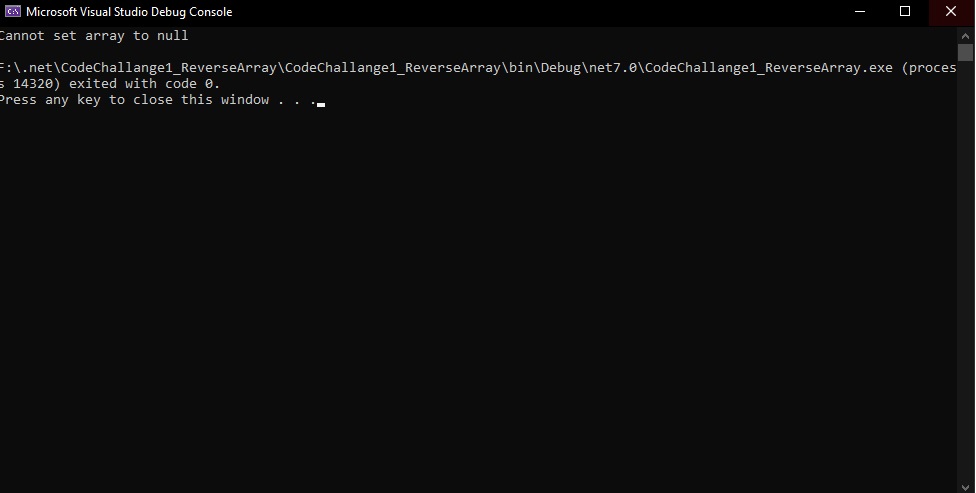 Microsoft Visual Studio Debug Console
Cannot set array to null
F:\.net\CodeChallange1_ReverseArray\CodeChallange1_ReverseArray\bin\Debug\net7.0\CodeChallange1_ReverseArray.exe (proces
s 14320) exited with code 0.
Press any key to close this window . . .